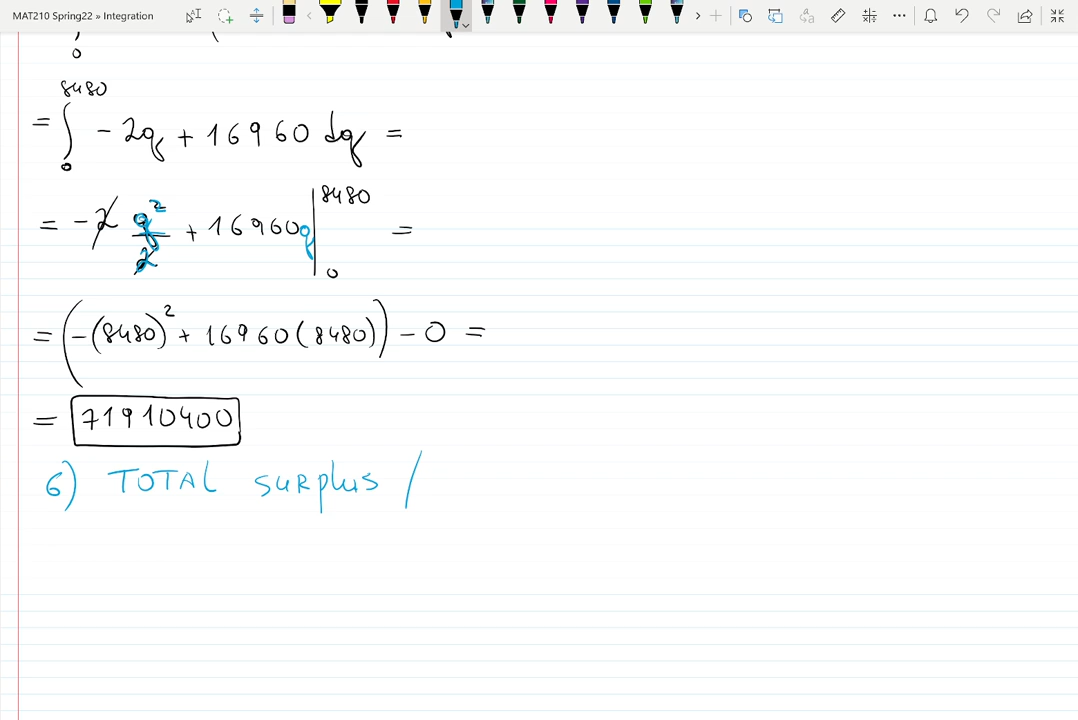 MAT210 Spring22 » Integration
0
8480
= ∫ - 2q + 16960 dq =
0
= - 2 q²/2 + 16960q | 8480
0 =
= (-(8480)² + 16960(8480)) - 0 =
= 71910400
6) TOTAL SURPlUS /